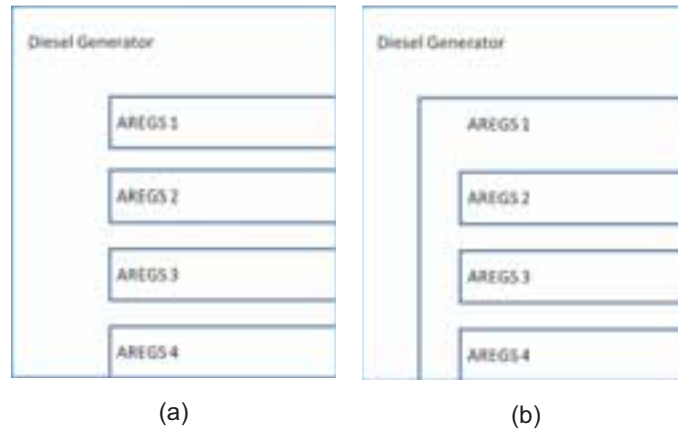 Diesel Generator
AREGS 1
AREGS 2
AREGS 3
AREGS 4
(a)
Diesel Generator
AREGS 1
AREGS 2
AREGS 3
AREGS 4
(b)